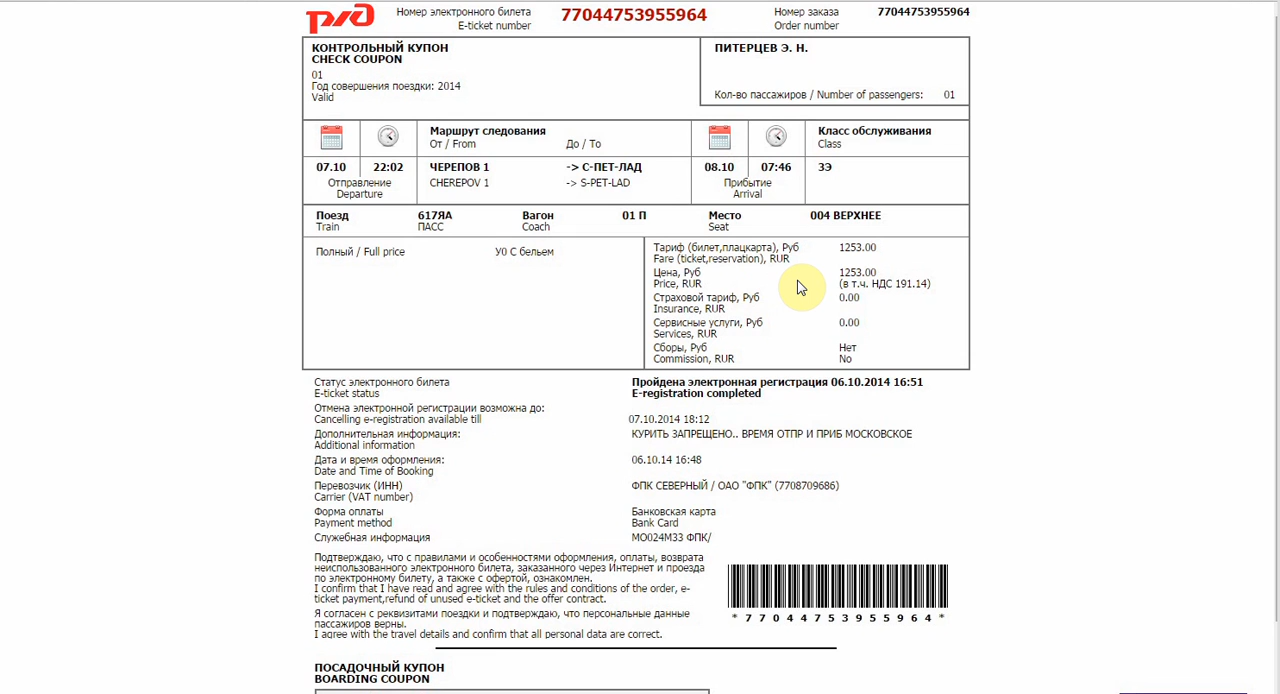 ржд Номер электронного билета 77044753955964 Номер заказа 77044753955964
E-ticket number Order number
КОНТРОЛЬНЫЙ КУПОН
CHECK COUPON
01
Год совершения поездки: 2014
Valid
ПИТЕРЦЕВ Э. Н.
Кол-во пассажиров / Number of passengers: 01
Маршрут следования Класс обслуживания
От / From До / To Class
07.10 22:02 ЧЕРЕПОВ 1 -> С-ПЕТ-ЛАД 08.10 07:46 3Э
Отправление CHEREPOV 1 -> S-PET-LAD Прибытие
Departure Arrival
Поезд 617ЯА Вагон 01 П Место 004 ВЕРХНЕЕ
Train ПАСС Coach Seat
Полный / Full price У0 С бельем
Тариф (билет,плацкарта), Руб 1253.00
Fare (ticket,reservation), RUR
Цена, Руб 1253.00
Price, RUR (в т.ч. НДС 191.14)
Страховой тариф, Руб 0.00
Insurance, RUR
Сервисные услуги, Руб 0.00
Services, RUR
Сборы, Руб Нет
Commission, RUR No
Статус электронного билета Пройдена электронная регистрация 06.10.2014 16:51
E-ticket status E-registration completed
Отмена электронной регистрации возможна до:
Cancelling e-registration available till 07.10.2014 18:12
Дополнительная информация: КУРИТЬ ЗАПРЕЩЕНО.. ВРЕМЯ ОТПР И ПРИБ МОСКОВСКОЕ
Additional information
Дата и время оформления: 06.10.14 16:48
Date and Time of Booking
Перевозчик (ИНН) ФПК СЕВЕРНЫЙ / ОАО "ФПК" (7708709686)
Carrier (VAT number)
Форма оплаты Банковская карта
Payment method Bank Card
Служебная информация МО024М33 ФПК/
Подтверждаю, что с правилами и особенностями оформления, оплаты, возврата
неиспользованного электронного билета, заказанного через Интернет и проезда
по электронному билету, а также с офертой, ознакомлен.
I confirm that I have read and agree with the rules and conditions of the order, e-
ticket payment,refund of unused e-ticket and the offer contract.
Я согласен с реквизитами поездки и подтверждаю, что персональные данные
пассажиров верны.
I agree with the travel details and confirm that all personal data are correct.
* 7 7 0 4 4 7 5 3 9 5 5 9 6 4 *
ПОСАДОЧНЫЙ КУПОН
BOARDING COUPON